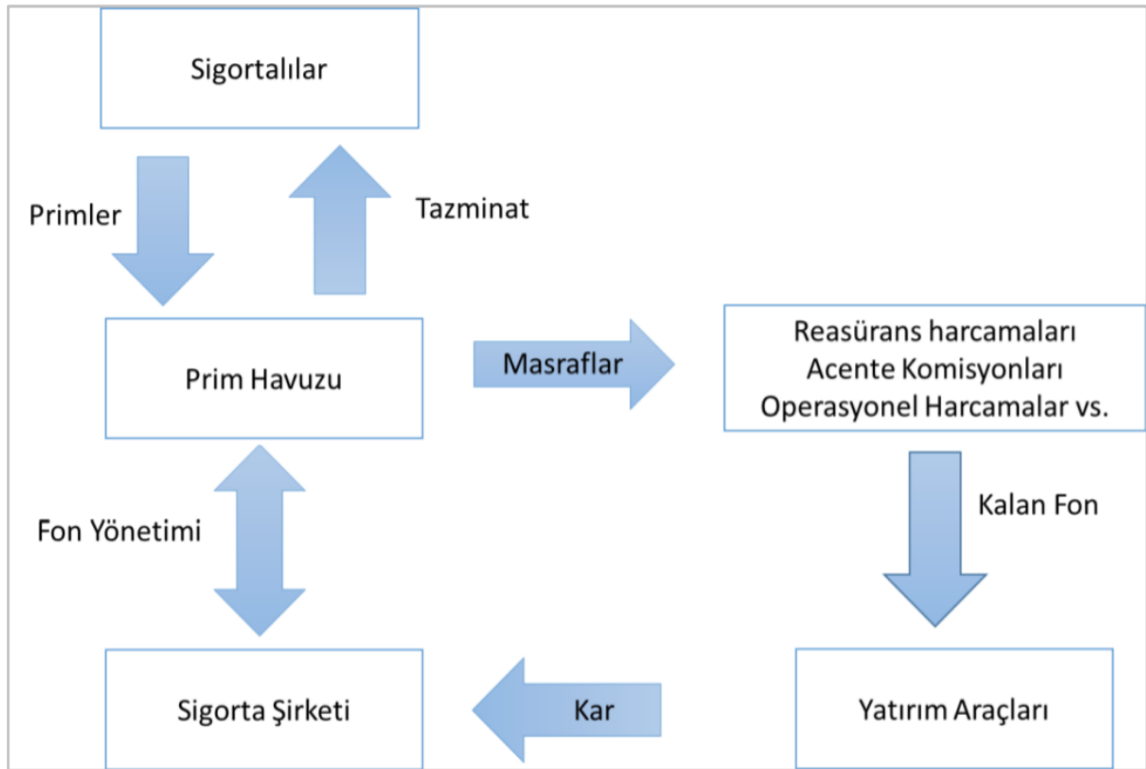 Sigortalılar
Primler
Tazminat
Prim Havuzu
Masraflar
Reasürans harcamaları
Acente Komisyonları
Operasyonel Harcamalar vs.
Fon Yönetimi
Kalan Fon
Sigorta Şirketi
Kar
Yatırım Araçları